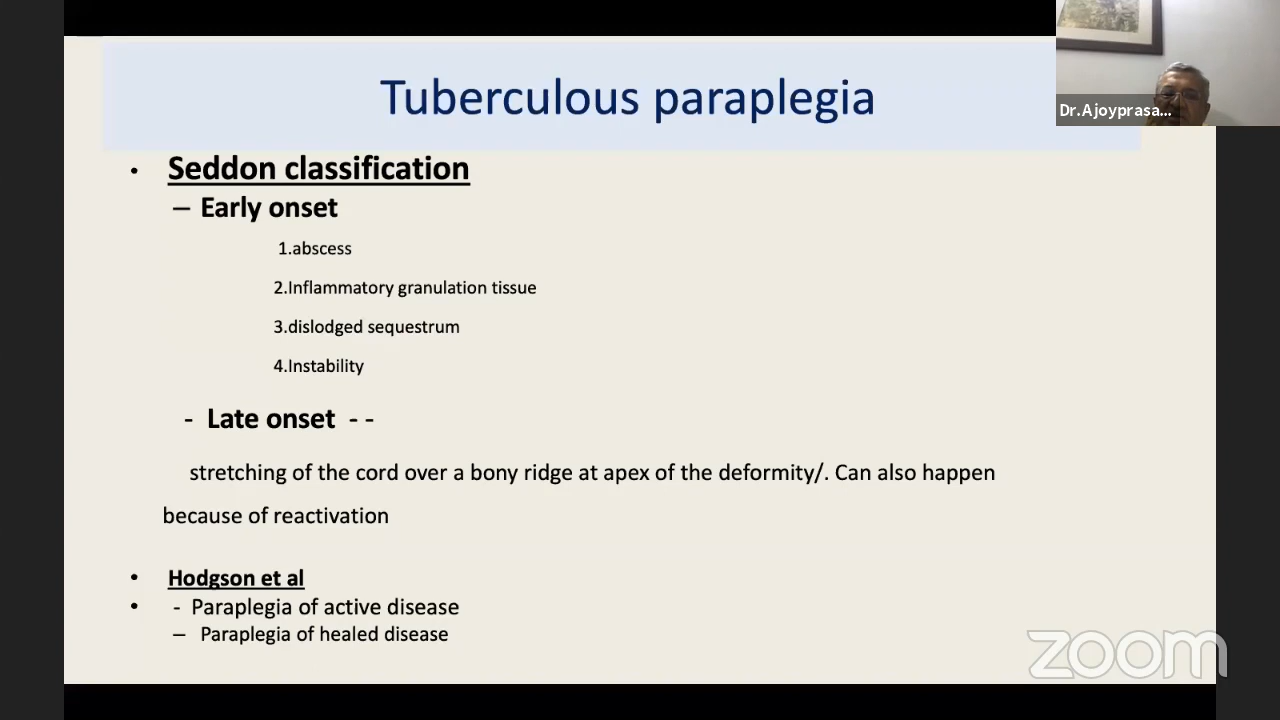 Tuberculous paraplegia
Dr.Ajoyprasa...
• Seddon classification
– Early onset
1.abscess
2.Inflammatory granulation tissue
3.dislodged sequestrum
4.Instability
- Late onset - -
stretching of the cord over a bony ridge at apex of the deformity/. Can also happen
because of reactivation
• Hodgson et al
• - Paraplegia of active disease
– Paraplegia of healed disease
zoom